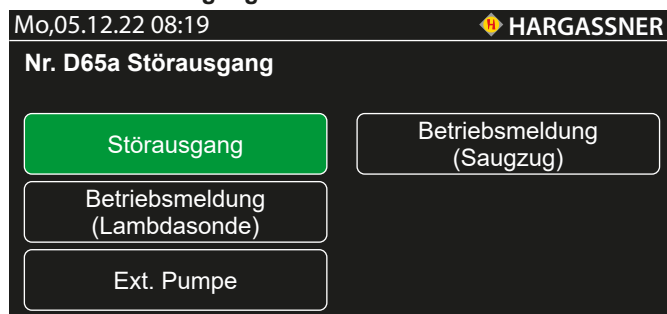 Mo,05.12.22 08:19
H HARGASSNER
Nr. D65a Störausgang
Störausgang
Betriebsmeldung
(Saugzug)
Betriebsmeldung
(Lambdasonde)
Ext. Pumpe